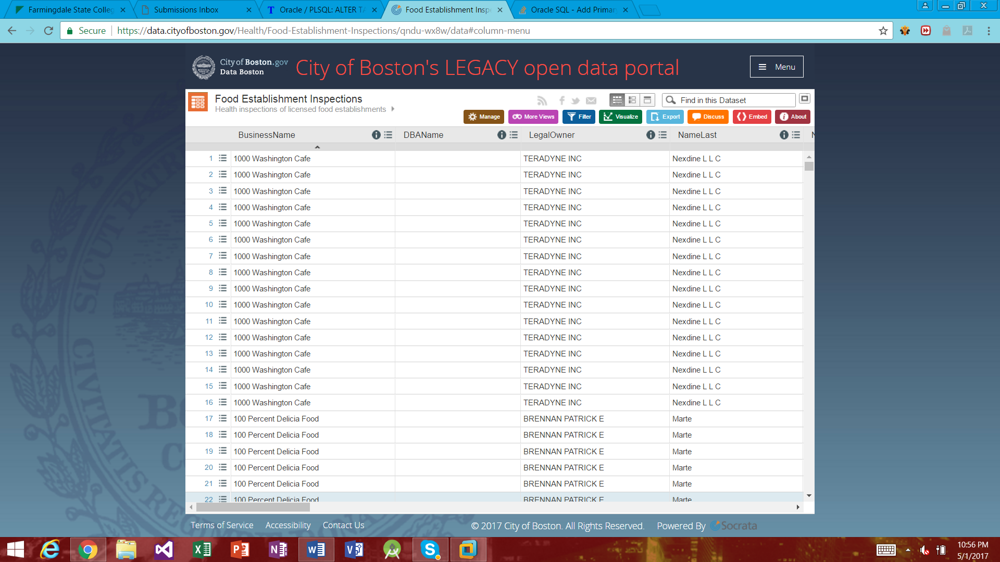 Farmingdale State Colle
Submissions Inbox
Oracle / PLSQL: ALTER TA
Food Establishment Inspe
Oracle SQL - Add Primar
Secure https://data.cityofboston.gov/Health/Food-Establishment-Inspections/qndu-wx8w/data#column-menu
City of Boston.gov
Data Boston
City of Boston's LEGACY open data portal
Menu
Food Establishment Inspections
Health inspections of licensed food establishments
Find in this Dataset
Manage More Views Filter Visualize Export Discuss Embed About
BusinessName DBAName LegalOwner NameLast N
1 1000 Washington Cafe TERADYNE INC Nexdine L L C
2 1000 Washington Cafe TERADYNE INC Nexdine L L C
3 1000 Washington Cafe TERADYNE INC Nexdine L L C
4 1000 Washington Cafe TERADYNE INC Nexdine L L C
5 1000 Washington Cafe TERADYNE INC Nexdine L L C
6 1000 Washington Cafe TERADYNE INC Nexdine L L C
7 1000 Washington Cafe TERADYNE INC Nexdine L L C
8 1000 Washington Cafe TERADYNE INC Nexdine L L C
9 1000 Washington Cafe TERADYNE INC Nexdine L L C
10 1000 Washington Cafe TERADYNE INC Nexdine L L C
11 1000 Washington Cafe TERADYNE INC Nexdine L L C
12 1000 Washington Cafe TERADYNE INC Nexdine L L C
13 1000 Washington Cafe TERADYNE INC Nexdine L L C
14 1000 Washington Cafe TERADYNE INC Nexdine L L C
15 1000 Washington Cafe TERADYNE INC Nexdine L L C
16 1000 Washington Cafe TERADYNE INC Nexdine L L C
17 100 Percent Delicia Food BRENNAN PATRICK E Marte
18 100 Percent Delicia Food BRENNAN PATRICK E Marte
19 100 Percent Delicia Food BRENNAN PATRICK E Marte
20 100 Percent Delicia Food BRENNAN PATRICK E Marte
21 100 Percent Delicia Food BRENNAN PATRICK E Marte
22 100 Percent Delicia Food BRENNAN PATRICK E Marte
Terms of Service Accessibility Contact Us © 2017 City of Boston. All Rights Reserved. Powered By Socrata
10:56 PM
5/1/2017